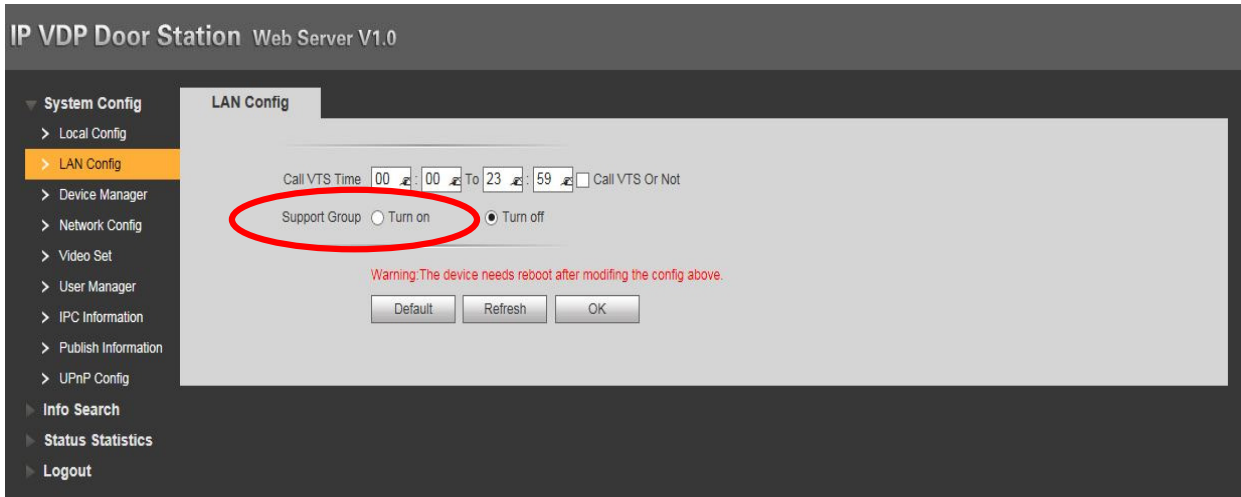 IP VDP Door Station Web Server V1.0
System Config
Local Config
LAN Config
Device Manager
Network Config
Video Set
User Manager
IPC Information
Publish Information
UPnP Config
Info Search
Status Statistics
Logout
LAN Config
Call VTS Time 00 : 00 To 23 : 59 Call VTS Or Not
Support Group Turn on Turn off
Warning:The device needs reboot after modifing the config above.
Default Refresh OK